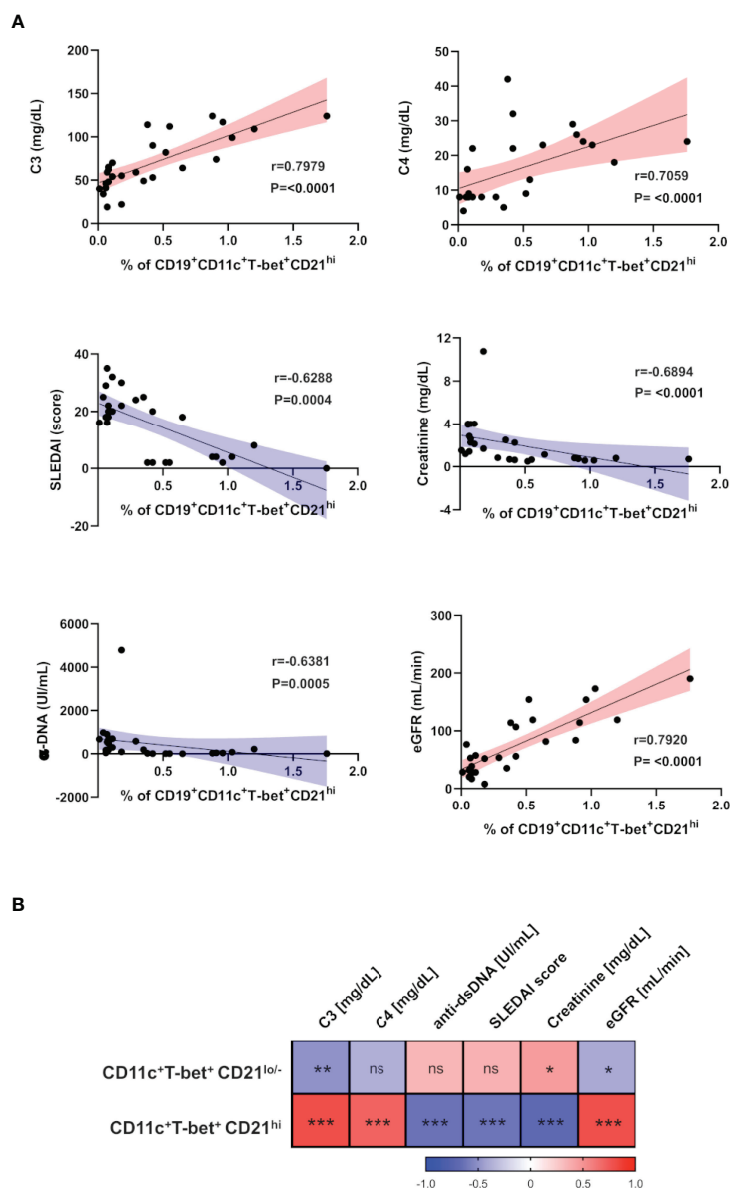 A
C3 (mg/dL)
200
150
100
50
0
0.0 0.5 1.0 1.5 2.0
r=0.7979
P=<0.0001
% of CD19⁺CD11c⁺T-bet⁺CD21ʰⁱ
C4 (mg/dL)
50
40
30
20
10
0
0.0 0.5 1.0 1.5 2.0
r=0.7059
P= <0.0001
% of CD19⁺CD11c⁺T-bet⁺CD21ʰⁱ
SLEDAI (score)
40
20
0
-20
0.5 1.0 1.5 2.0
r=-0.6288
P=0.0004
% of CD19⁺CD11c⁺T-bet⁺CD21ʰⁱ
Creatinine (mg/dL)
12
8
4
0
-4
0.5 1.0 1.5 2.0
r=-0.6894
P= <0.0001
% of CD19⁺CD11c⁺T-bet⁺CD21ʰⁱ
-DNA (UI/mL)
6000
4000
2000
0
-2000
0.5 1.0 1.5 2.0
r=-0.6381
P=0.0005
% of CD19⁺CD11c⁺T-bet⁺CD21ʰⁱ
eGFR (mL/min)
300
200
100
0
0.0 0.5 1.0 1.5 2.0
r=0.7920
P= <0.0001
% of CD19⁺CD11c⁺T-bet⁺CD21ʰⁱ
B
C3 [mg/dL]
C4 [mg/dL]
anti-dsDNA [UI/mL]
SLEDAI score
Creatinine [mg/dL]
eGFR [mL/min]
CD11c⁺T-bet⁺ CD21ˡᵒ/⁻ ** ns ns ns * *
CD11c⁺T-bet⁺ CD21ʰⁱ *** *** *** *** *** ***
-1.0 -0.5 0 0.5 1.0